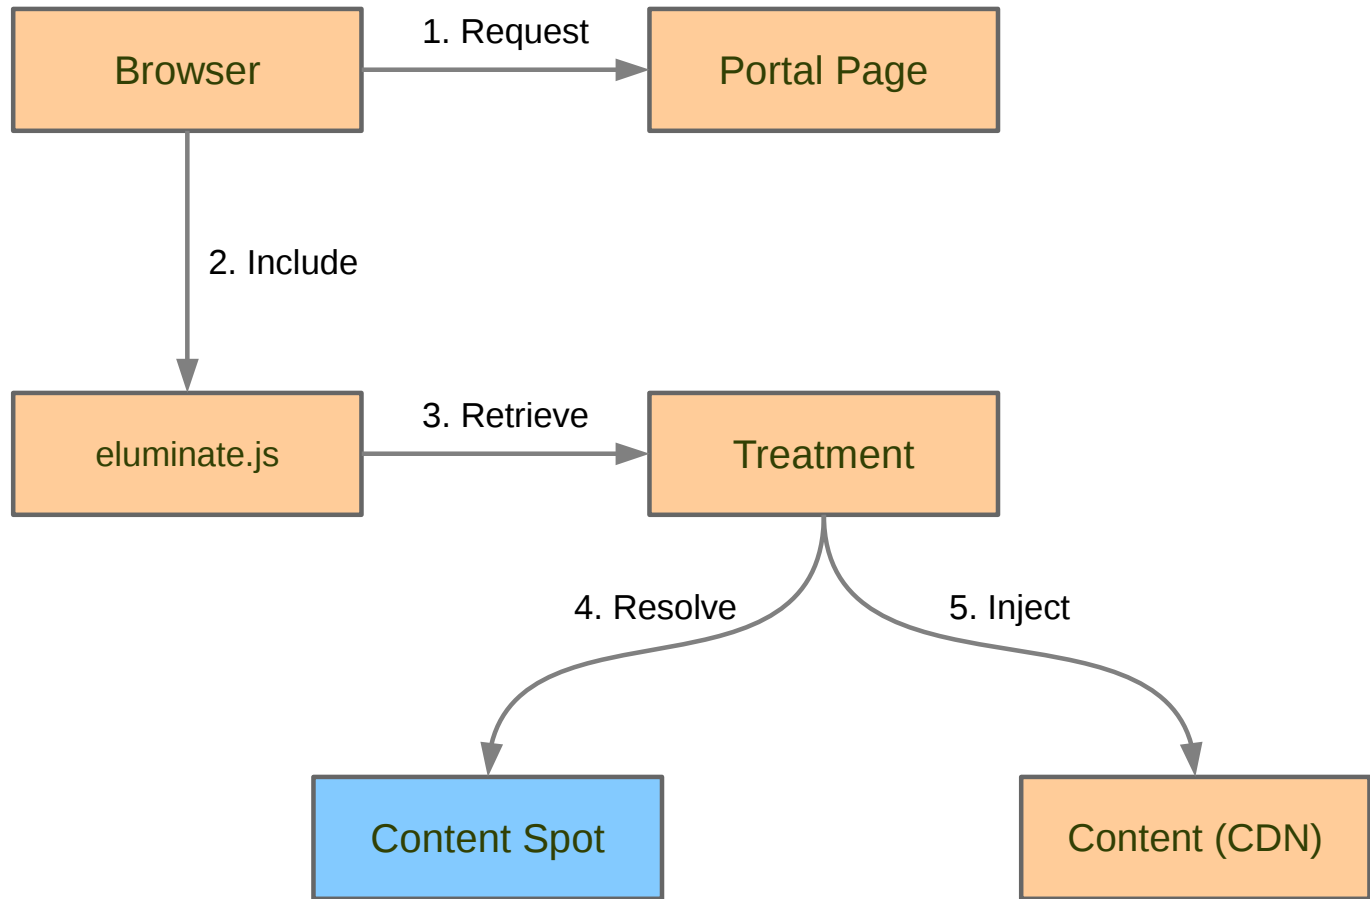 Browser
1. Request
Portal Page
2. Include
eluminate.js
3. Retrieve
Treatment
4. Resolve
5. Inject
Content Spot
Content (CDN)